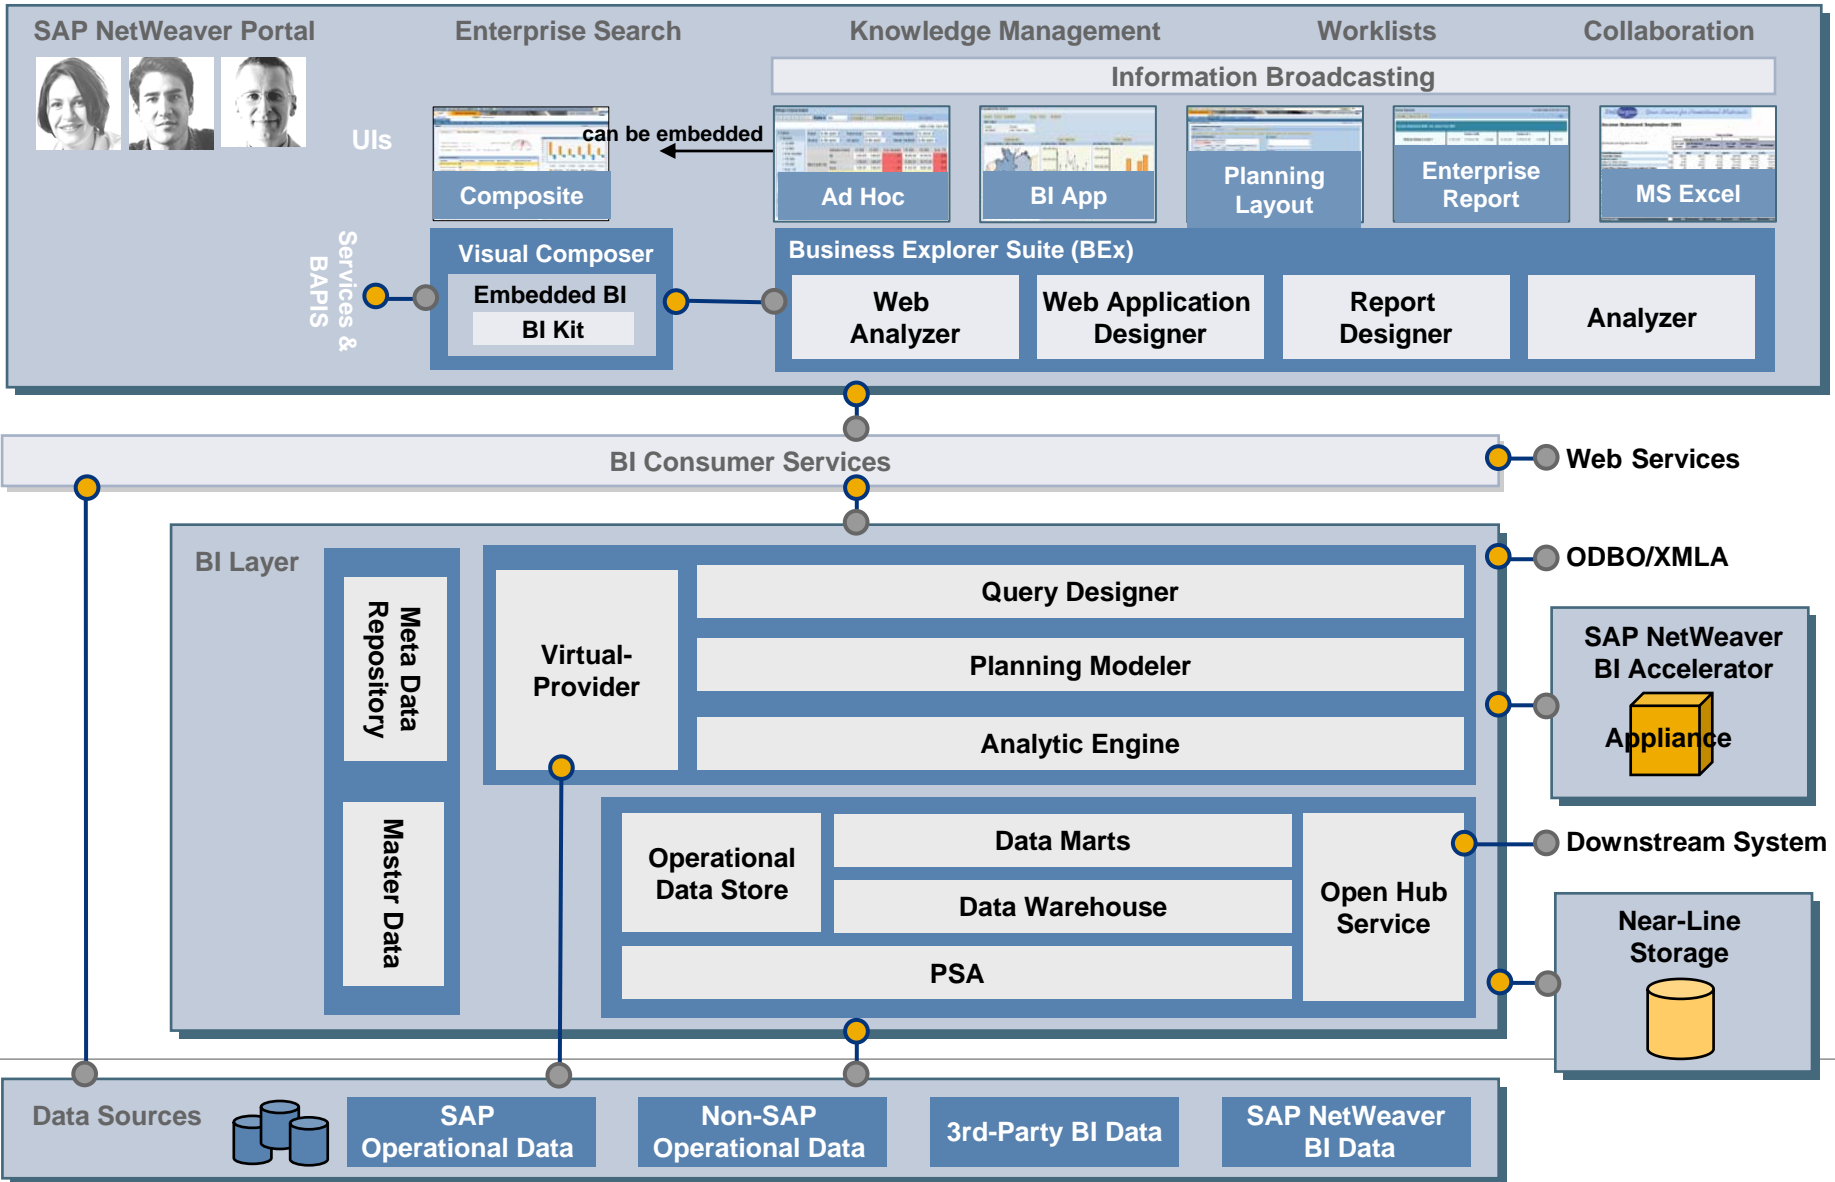 SAP NetWeaver Portal
Enterprise Search
Knowledge Management
Worklists
Collaboration
Information Broadcasting
UIs
can be embedded
Composite
Ad Hoc
BI App
Planning
Layout
Enterprise
Report
MS Excel
Income Statement September
Services &
BAPIS
Visual Composer
Embedded BI
BI Kit
Business Explorer Suite (BEx)
Web
Analyzer
Web Application
Designer
Report
Designer
Analyzer
BI Consumer Services
Web Services
BI Layer
ODBO/XMLA
Meta Data
Repository
Master Data
Virtual-
Provider
Query Designer
Planning Modeler
Analytic Engine
SAP NetWeaver
BI Accelerator
Appliance
Operational
Data Store
Data Marts
Data Warehouse
PSA
Open Hub
Service
Downstream System
Near-Line
Storage
Data Sources
SAP
Operational Data
Non-SAP
Operational Data
3rd-Party BI Data
SAP NetWeaver
BI Data